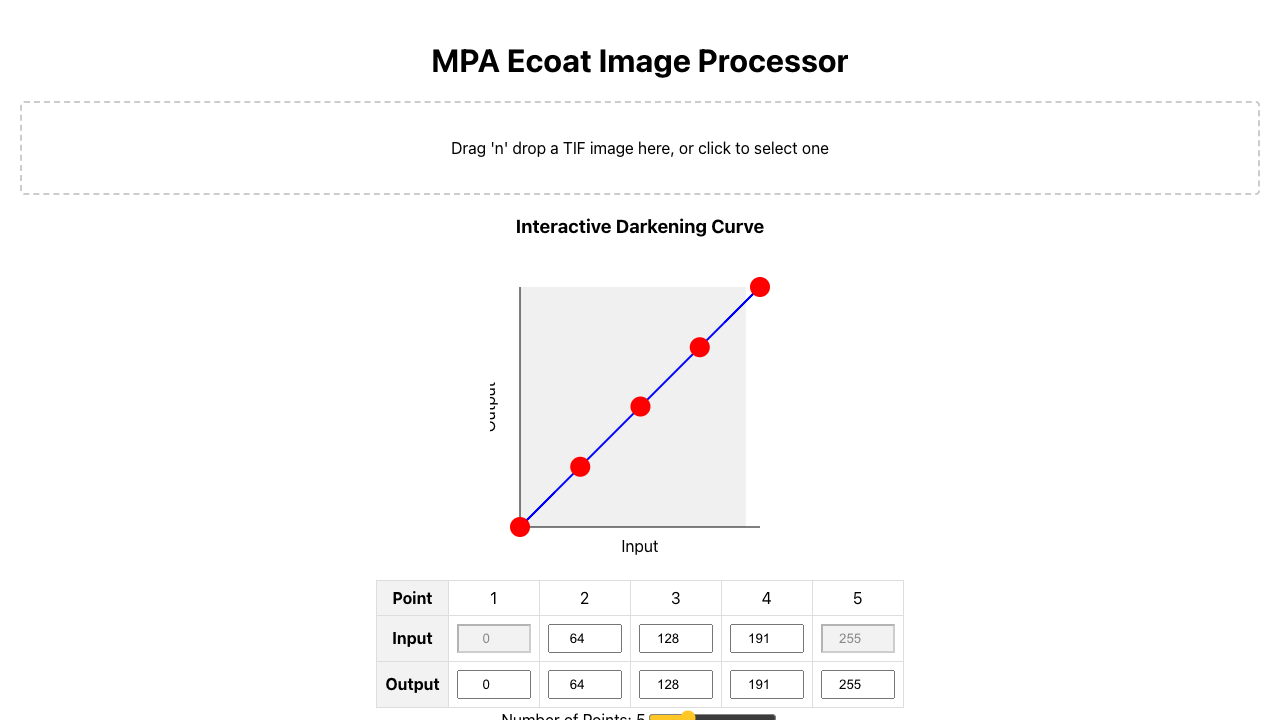 MPA Ecoat Image Processor
Drag 'n' drop a TIF image here, or click to select one
Interactive Darkening Curve
Output
Input
Point 1 2 3 4 5
Input 0 64 128 191 255
Output 0 64 128 191 255
Number of Points: 5